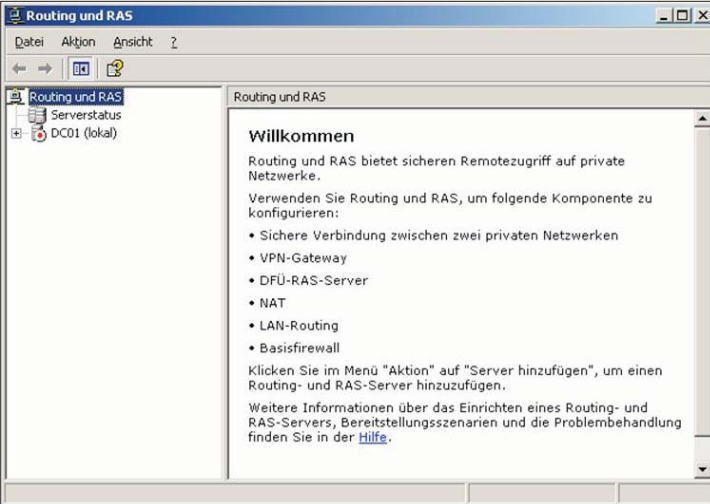 Routing und RAS
Datei Aktion Ansicht ?
Routing und RAS
Serverstatus
DC01 (lokal)
Routing und RAS
Willkommen
Routing und RAS bietet sicheren Remotezugriff auf private
Netzwerke.
Verwenden Sie Routing und RAS, um folgende Komponente zu
konfigurieren:
• Sichere Verbindung zwischen zwei privaten Netzwerken
• VPN-Gateway
• DFÜ-RAS-Server
• NAT
• LAN-Routing
• Basisfirewall
Klicken Sie im Menü "Aktion" auf "Server hinzufügen", um einen
Routing- und RAS-Server hinzuzufügen.
Weitere Informationen über das Einrichten eines Routing- und
RAS-Servers, Bereitstellungsszenarien und die Problembehandlung
finden Sie in der Hilfe.